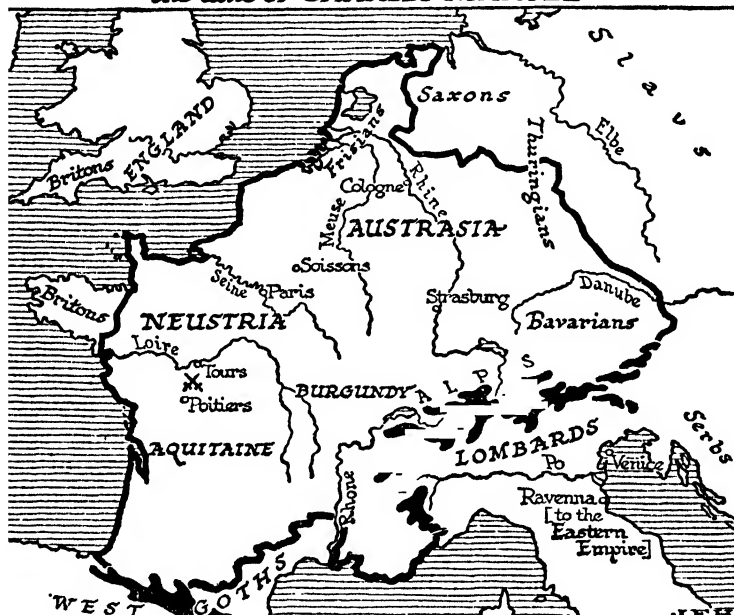 Slavs
Saxons
Elbe
ENGLAND
Britons
Frisians
Thuringians
Cologne
Rhine
Meuse
AUSTRASIA
Soissons
Seine
Paris
Danube
Strasburg
Britons
NEUSTRIA
Bavarians
Loire
Tours
ALPS
BURGUNDY
Poitiers
Serbs
AQUITAINE
LOMBARDS
Po
Venice
Rhone
Ravenna
[to the
Eastern
Empire]
WEST GOTHS